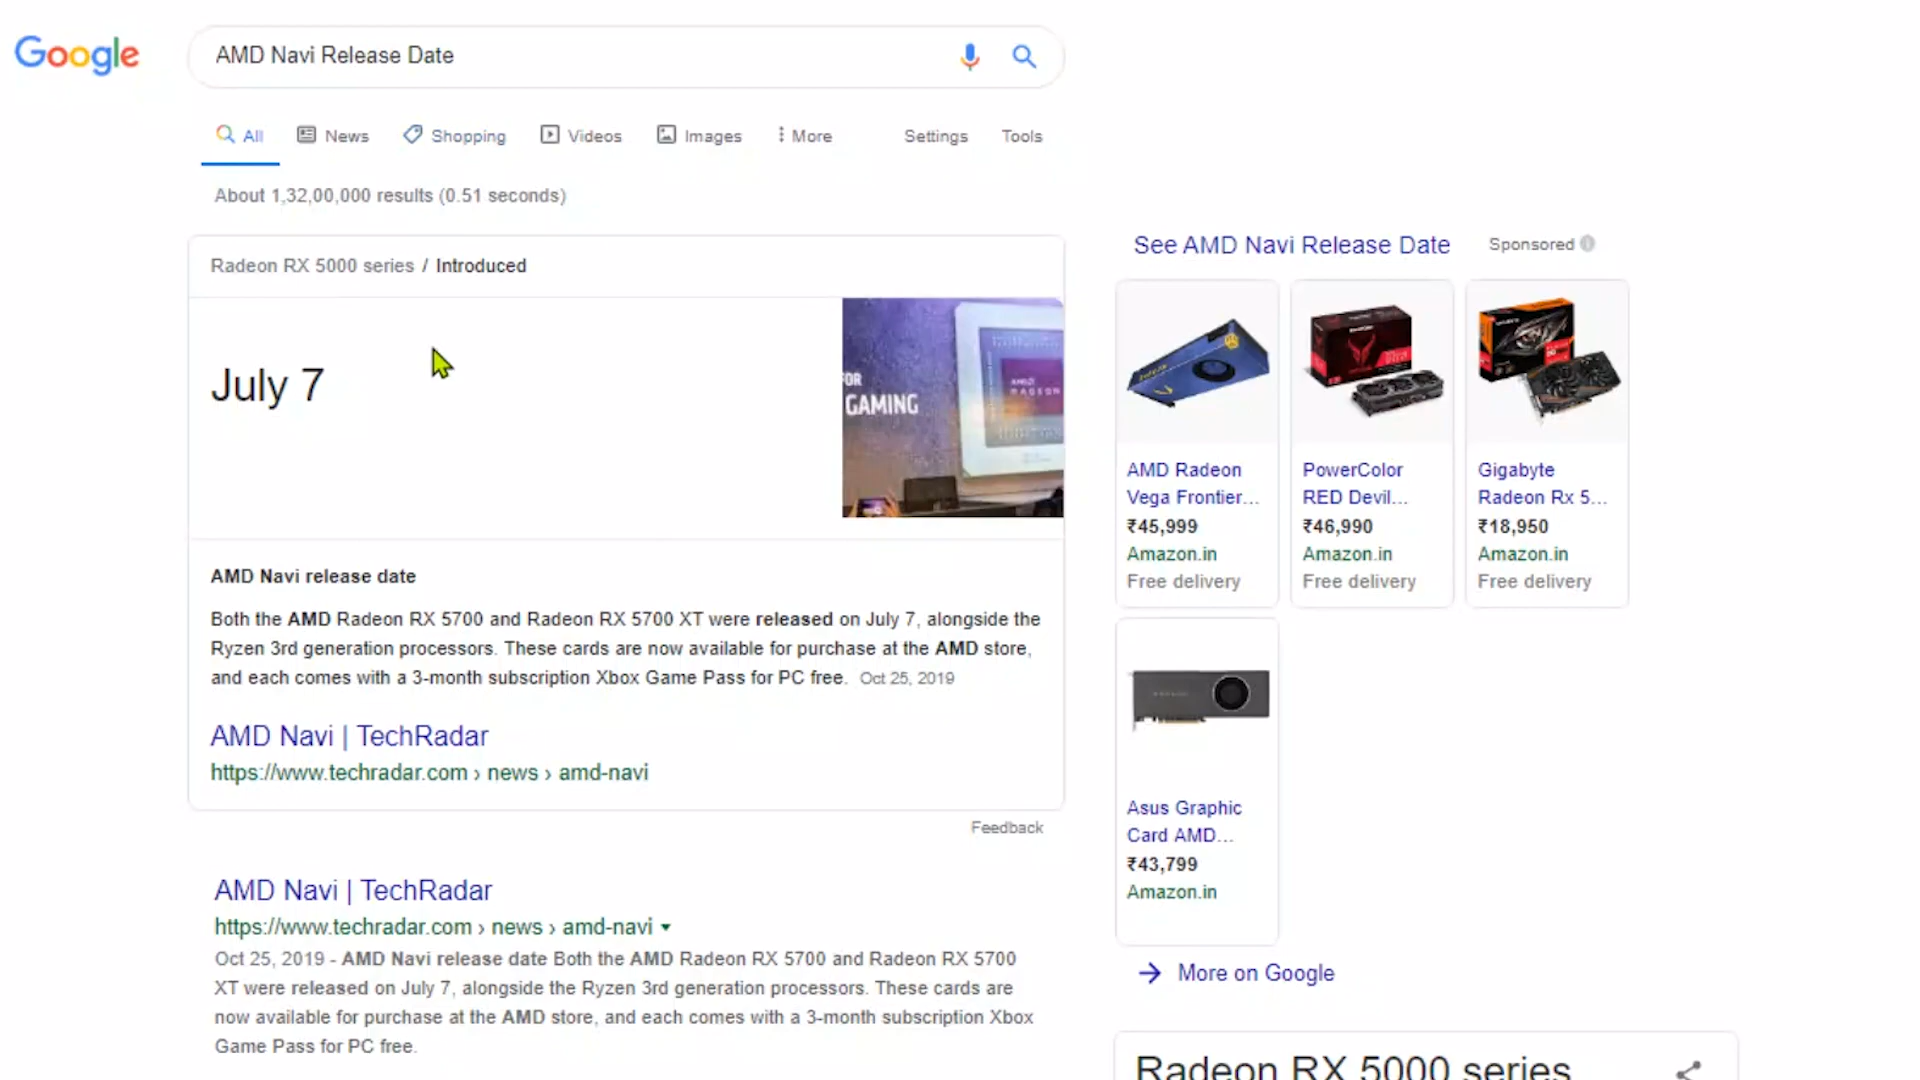 Google
AMD Navi Release Date
All
News
Shopping
Videos
Images
More
Settings
Tools
About 1,32,00,000 results (0.51 seconds)
Radeon RX 5000 series / Introduced
July 7
FOR
GAMING
AMD
RADEON
AMD Navi release date
Both the AMD Radeon RX 5700 and Radeon RX 5700 XT were released on July 7, alongside the
Ryzen 3rd generation processors. These cards are now available for purchase at the AMD store,
and each comes with a 3-month subscription Xbox Game Pass for PC free. Oct 25, 2019
AMD Navi | TechRadar
https://www.techradar.com › news › amd-navi
Feedback
AMD Navi | TechRadar
https://www.techradar.com › news › amd-navi
Oct 25, 2019 - AMD Navi release date Both the AMD Radeon RX 5700 and Radeon RX 5700
XT were released on July 7, alongside the Ryzen 3rd generation processors. These cards are
now available for purchase at the AMD store, and each comes with a 3-month subscription Xbox
Game Pass for PC free.
See AMD Navi Release Date
Sponsored
AMD Radeon
Vega Frontier...
₹45,999
Amazon.in
Free delivery
PowerColor
RED Devil...
₹46,990
Amazon.in
Free delivery
Gigabyte
Radeon Rx 5...
₹18,950
Amazon.in
Free delivery
Asus Graphic
Card AMD...
₹43,799
Amazon.in
More on Google
Radeon RX 5000 series